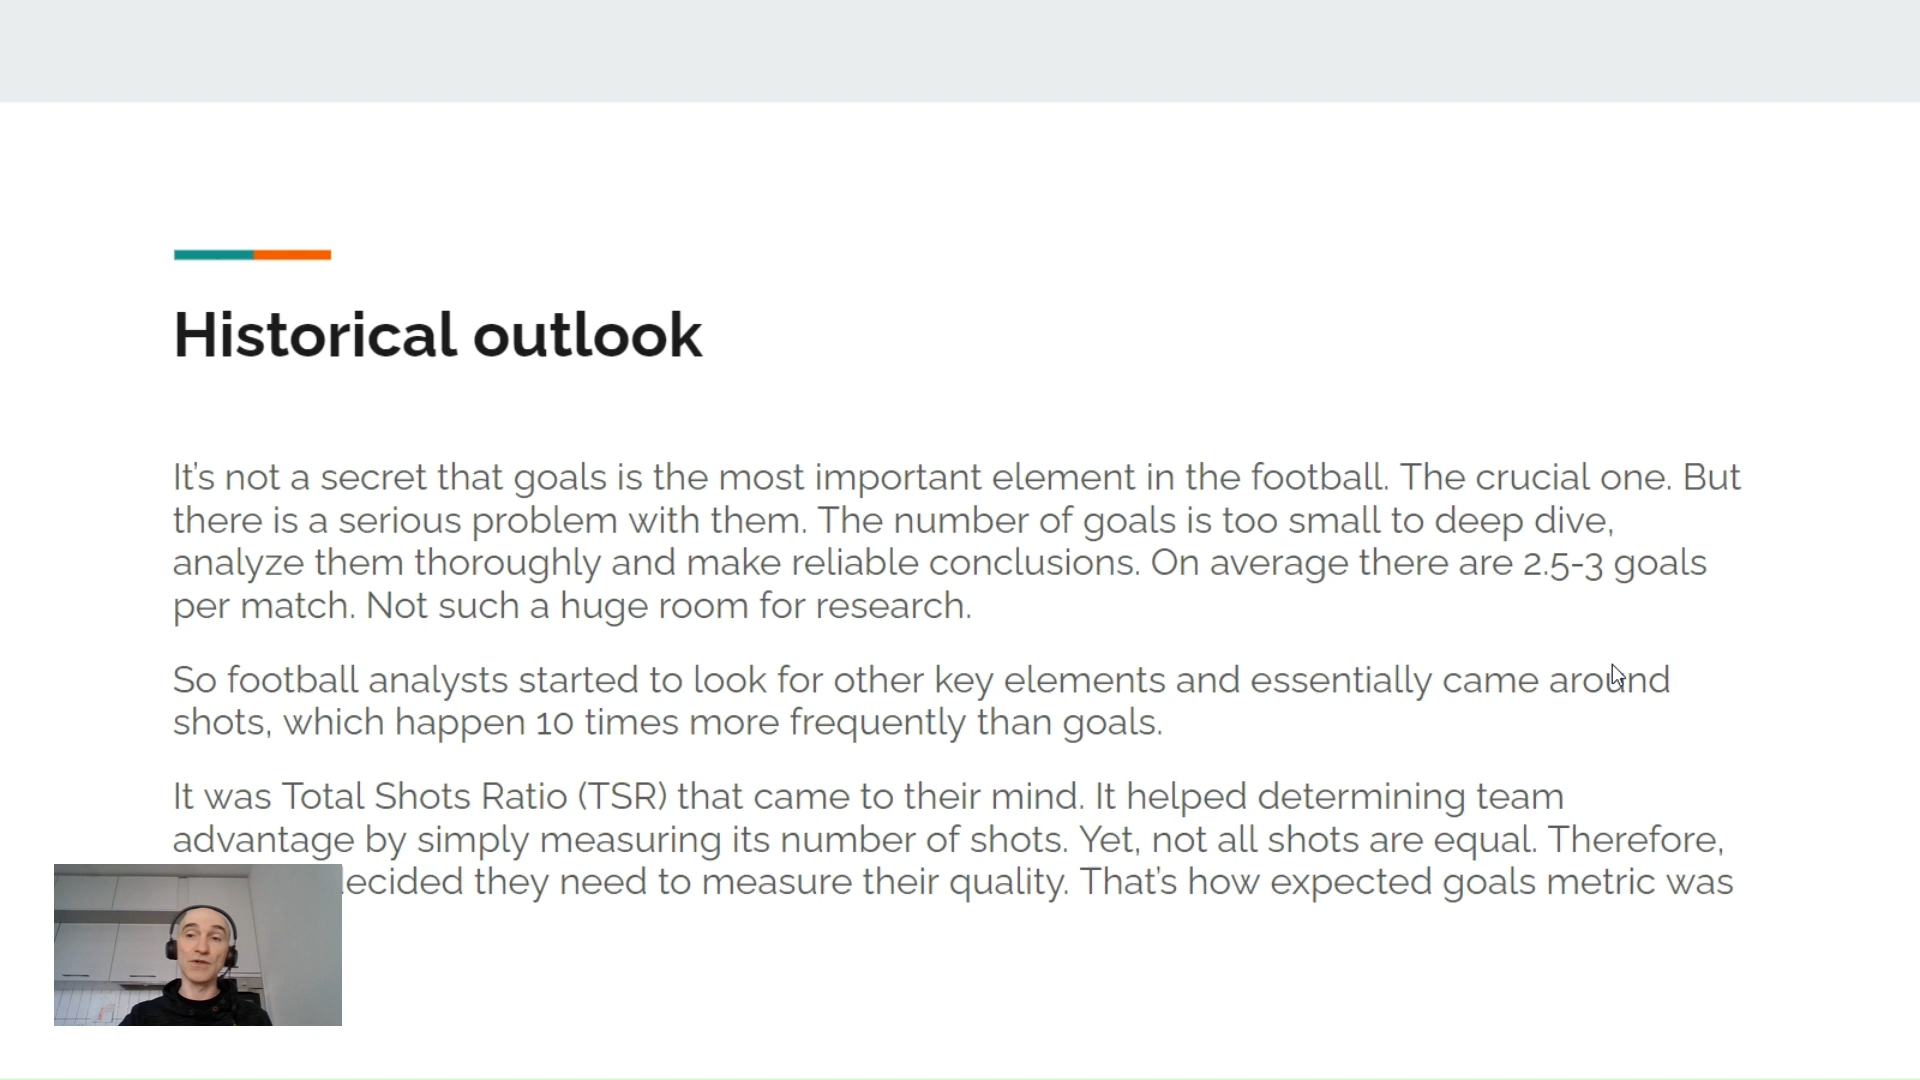 Historical outlook
It's not a secret that goals is the most important element in the football. The crucial one. But
there is a serious problem with them. The number of goals is too small to deep dive,
analyze them thoroughly and make reliable conclusions. On average there are 2.5-3 goals
per match. Not such a huge room for research.
So football analysts started to look for other key elements and essentially came around
shots, which happen 10 times more frequently than goals.
It was Total Shots Ratio (TSR) that came to their mind. It helped determining team
advantage by simply measuring its number of shots. Yet, not all shots are equal. Therefore,
they need to measure their quality. That's how expected goals metric was